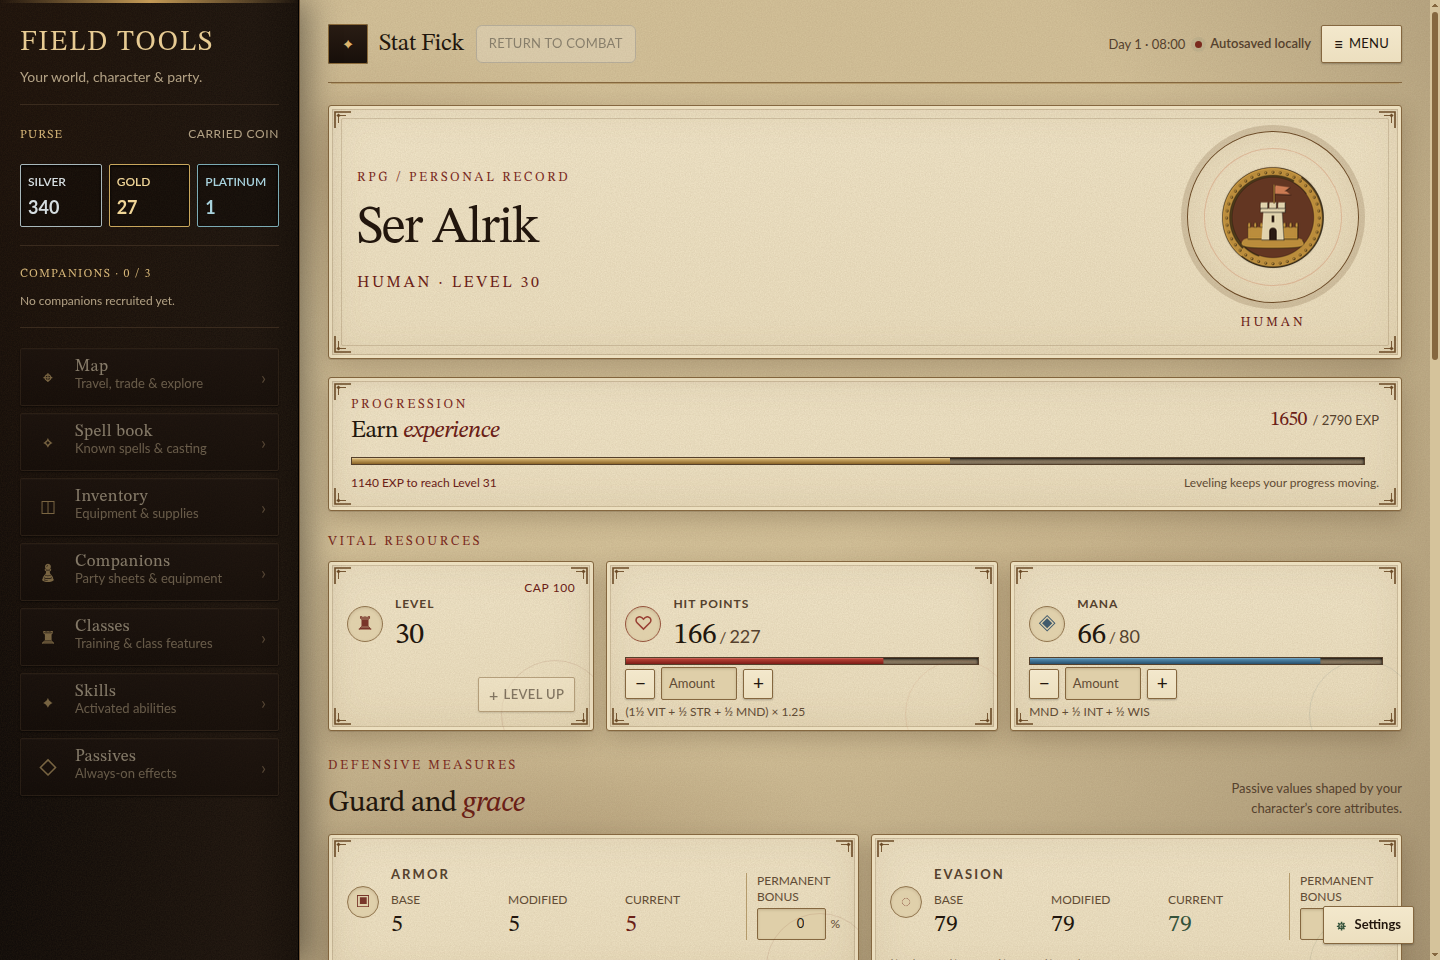 FIELD TOOLS
Your world, character & party.
PURSE
CARRIED COIN
SILVER
340
GOLD
27
PLATINUM
1
COMPANIONS · 0 / 3
No companions recruited yet.
Map
Travel, trade & explore
Spell book
Known spells & casting
Inventory
Equipment & supplies
Companions
Party sheets & equipment
Classes
Training & class features
Skills
Activated abilities
Passives
Always-on effects
Stat Fick
RETURN TO COMBAT
Day 1 · 08:00
Autosaved locally
≡ MENU
RPG / PERSONAL RECORD
Ser Alrik
HUMAN · LEVEL 30
HUMAN
PROGRESSION
Earn experience
1650 / 2790 EXP
1140 EXP to reach Level 31
Leveling keeps your progress moving.
VITAL RESOURCES
CAP 100
LEVEL
30
+ LEVEL UP
HIT POINTS
166 / 227
− Amount +
(1½ VIT + ½ STR + ½ MND) × 1.25
MANA
66 / 80
− Amount +
MND + ½ INT + ½ WIS
DEFENSIVE MEASURES
Guard and grace
Passive values shaped by your
character's core attributes.
ARMOR
BASE
5
MODIFIED
5
CURRENT
5
PERMANENT
BONUS
0 %
EVASION
BASE
79
MODIFIED
79
CURRENT
79
PERMANENT
BONUS
Settings